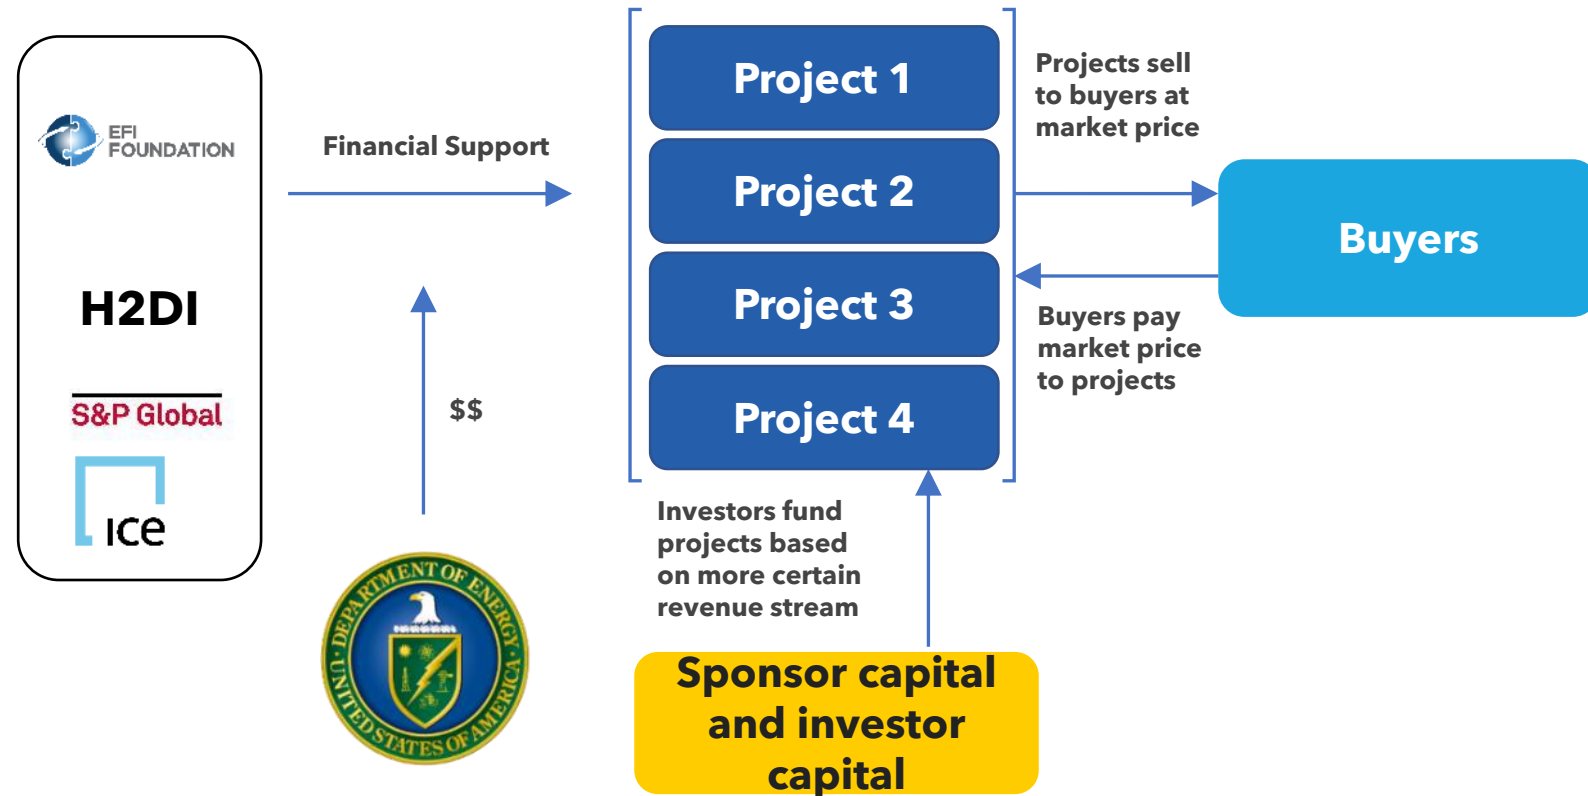 EFI
FOUNDATION
H2DI
S&P Global
ice
Financial Support
$$
DEPARTMENT OF ENERGY
UNITED STATES OF AMERICA
Project 1
Project 2
Project 3
Project 4
Projects sell
to buyers at
market price
Buyers
Buyers pay
market price
to projects
Investors fund
projects based
on more certain
revenue stream
Sponsor capital
and investor
capital